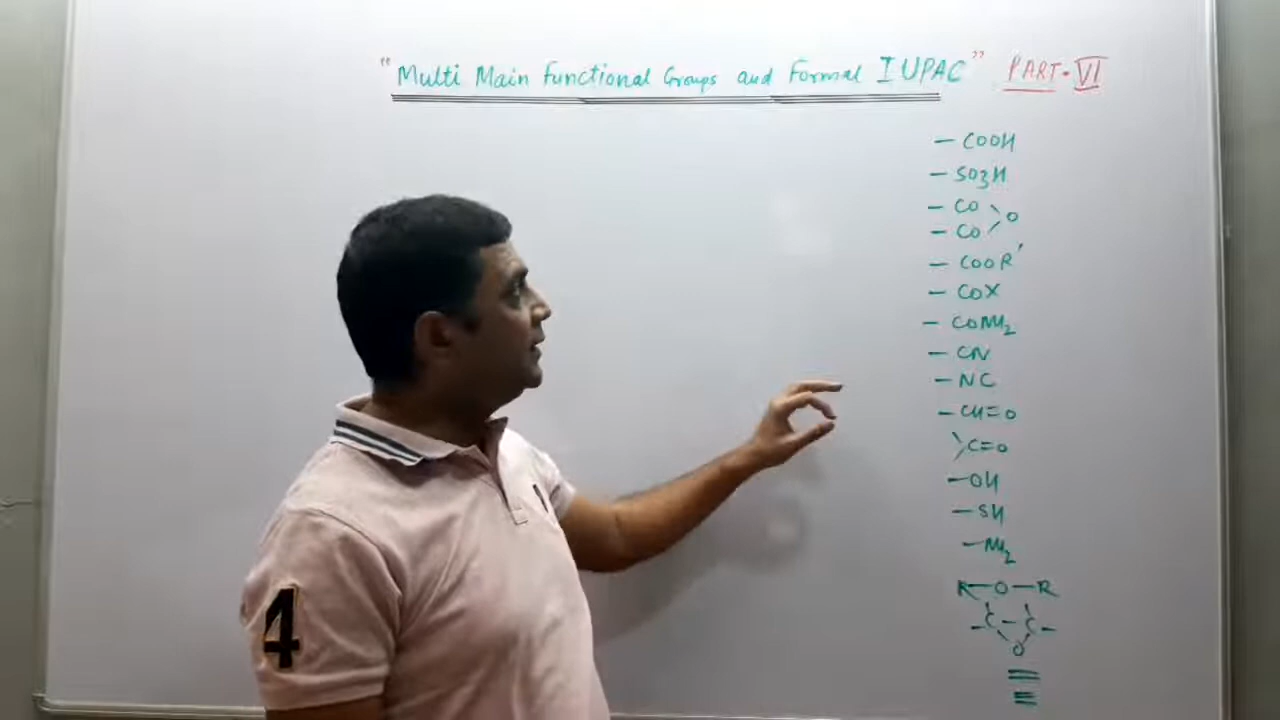 "Multi Main Functional Groups and Formal IUPAC" PART-VI
— COOH
— SO3H
— CO
— CO >O
— COOR'
— COX
— CONH2
— CN
— NC
— CH=O
>C=O
— OH
— SH
— NH2
R—O—R
-C-C-
O
=
≡
4